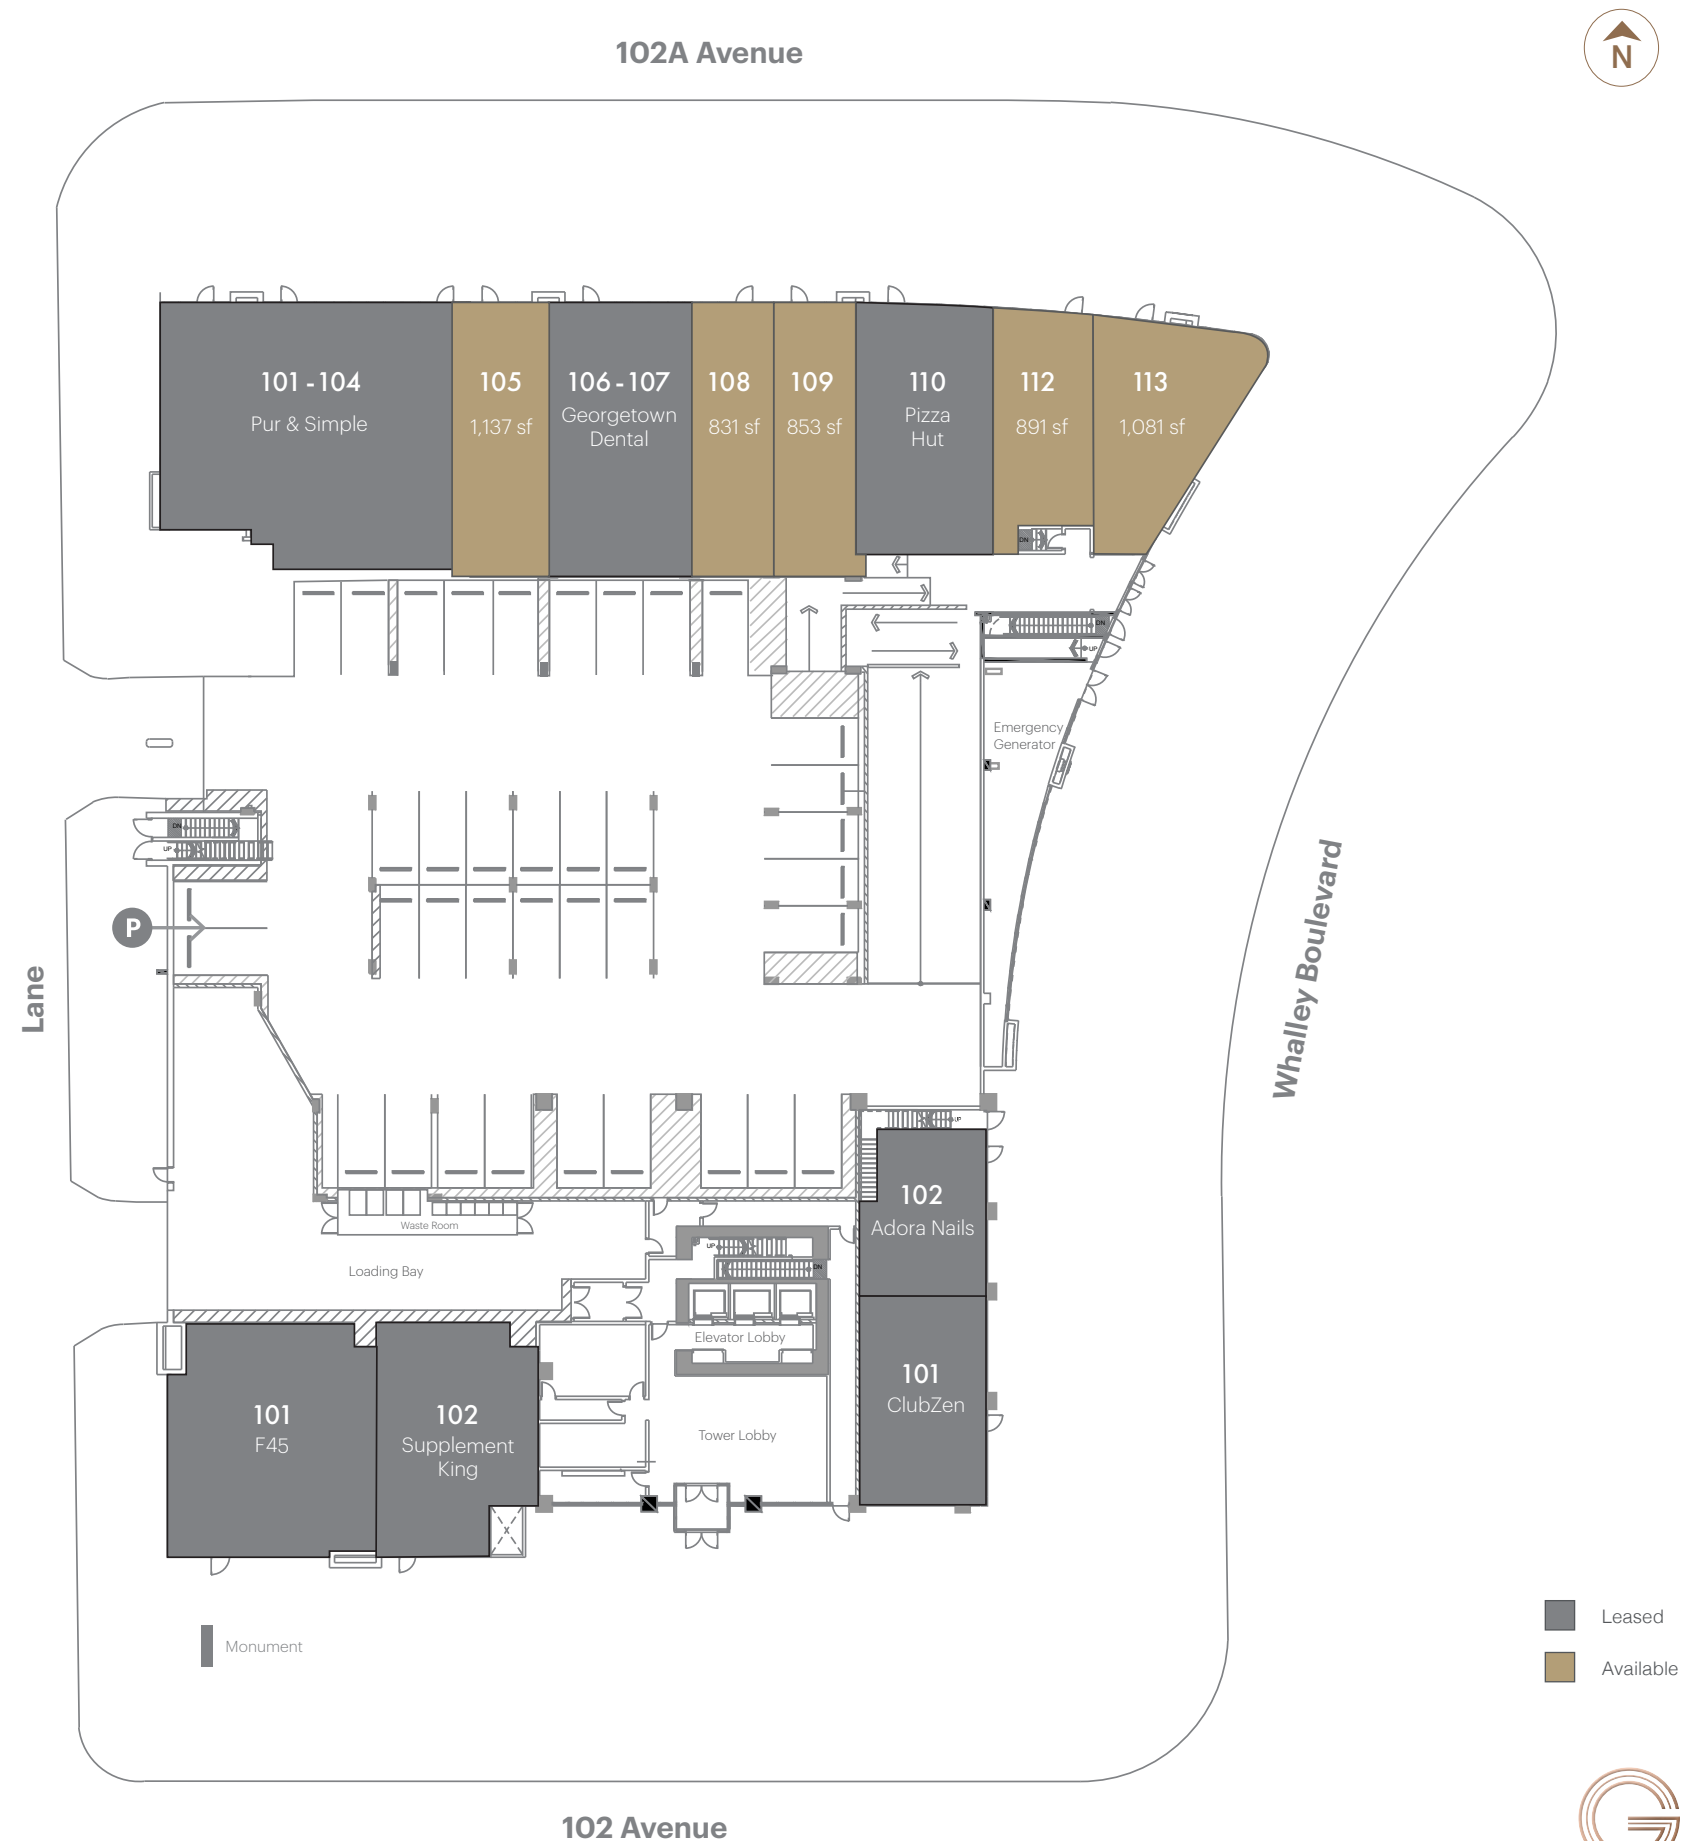 102A Avenue
N
101 - 104
Pur & Simple
105
1,137 sf
106 - 107
Georgetown
Dental
108
831 sf
109
853 sf
110
Pizza
Hut
112
891 sf
113
1,081 sf
DN
DN
UP
Emergency
Generator
DN
UP
P
Lane
Whalley Boulevard
UP
102
Adora Nails
Waste Room
Loading Bay
UP
DN
Elevator Lobby
101
ClubZen
101
F45
102
Supplement
King
Tower Lobby
X
Monument
Leased
Available
G
102 Avenue